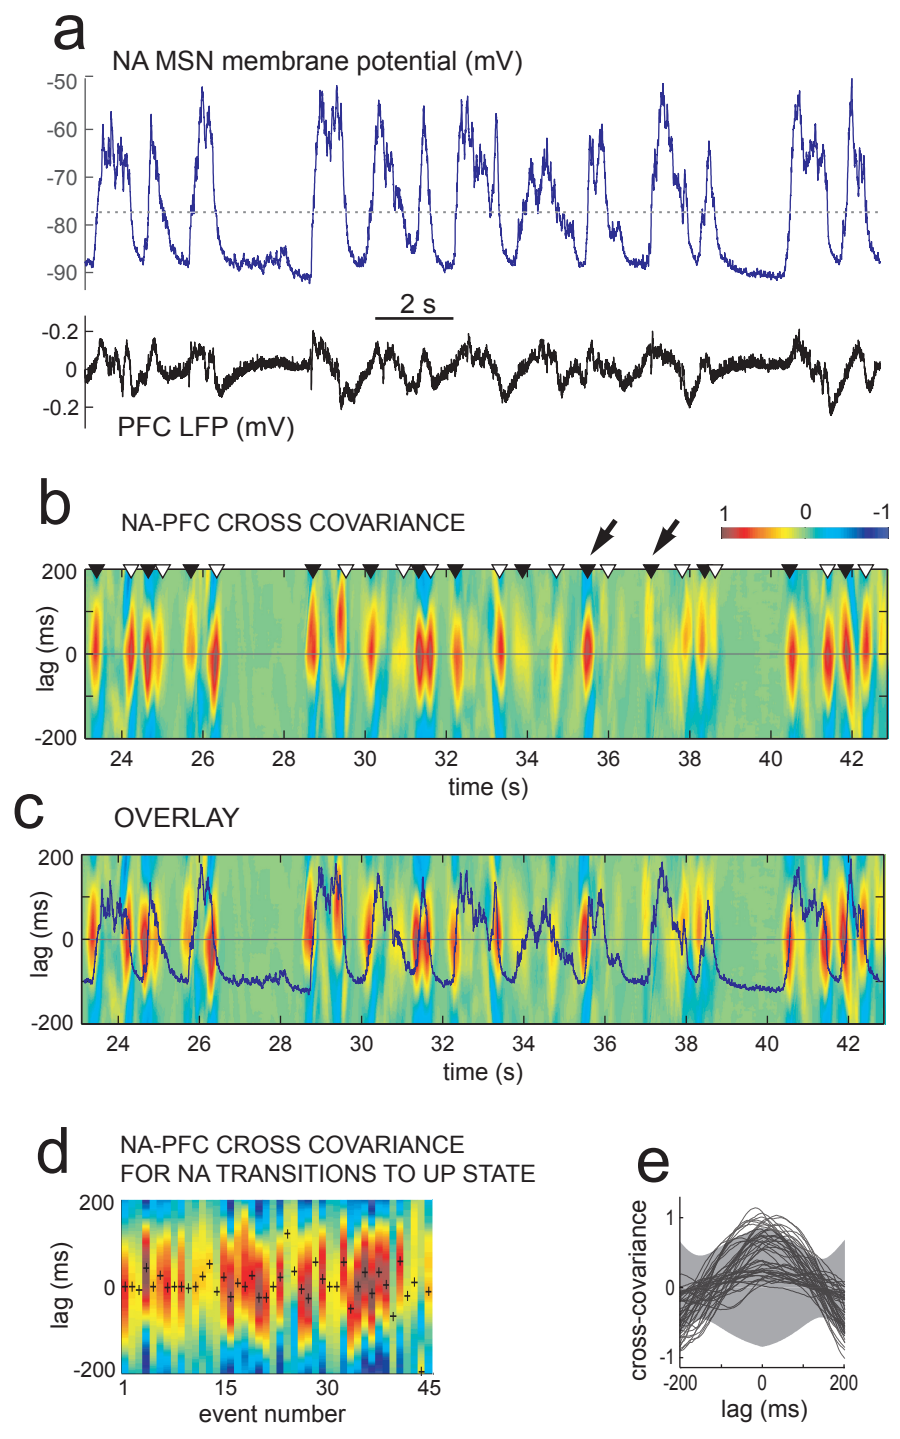 a
NA MSN membrane potential (mV)
-50
-60
-70
-80
-90
2 s
-0.2
0
-0.2
PFC LFP (mV)
b
NA-PFC CROSS COVARIANCE
1 0 -1
200
0
-200
lag (ms)
24 26 28 30 32 34 36 38 40 42
time (s)
c
OVERLAY
200
0
-200
lag (ms)
24 26 28 30 32 34 36 38 40 42
time (s)
d
NA-PFC CROSS COVARIANCE
FOR NA TRANSITIONS TO UP STATE
200
0
-200
lag (ms)
1 15 30 45
event number
e
cross-covariance
1
0
-1
-200 0 200
lag (ms)